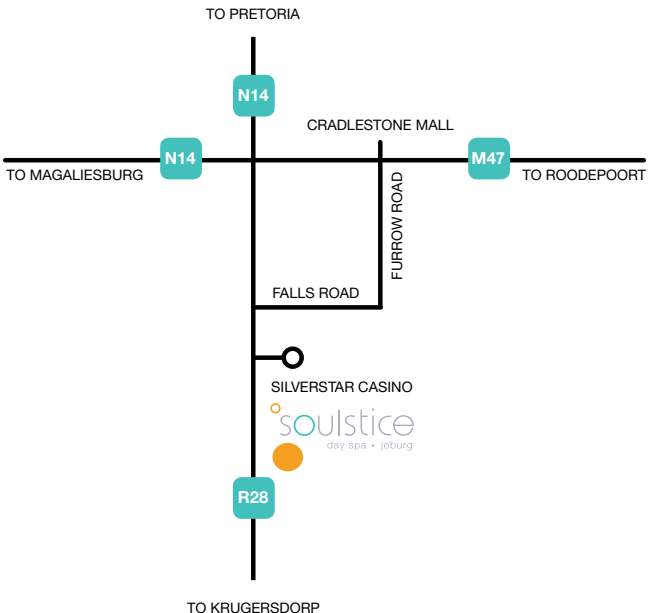 TO PRETORIA
N14
CRADLESTONE MALL
N14
M47
TO MAGALIESBURG
TO ROODEPOORT
FURROW ROAD
FALLS ROAD
SILVERSTAR CASINO
soulstice
day spa • joburg
R28
TO KRUGERSDORP